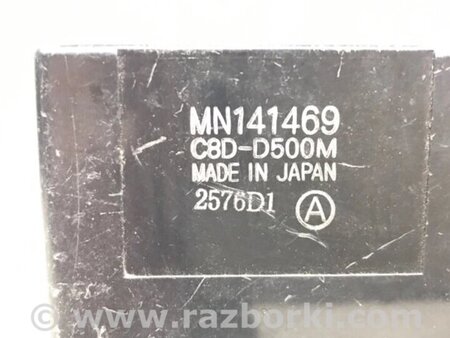 MN141469
C8D-D500M
MADE IN JAPAN
2576D1 A
© www.razborki.com